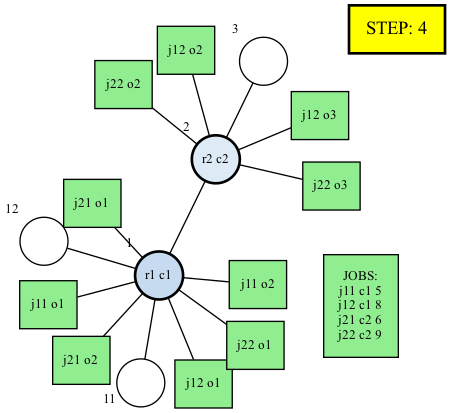 STEP: 4
3
j12 o2
j22 o2
j12 o3
2
r2 c2
j22 o3
j21 o1
12
1
r1 c1
j11 o2
j11 o1
j22 o1
j21 o2
j12 o1
11
JOBS:
j11 c1 5
j12 c1 8
j21 c2 6
j22 c2 9